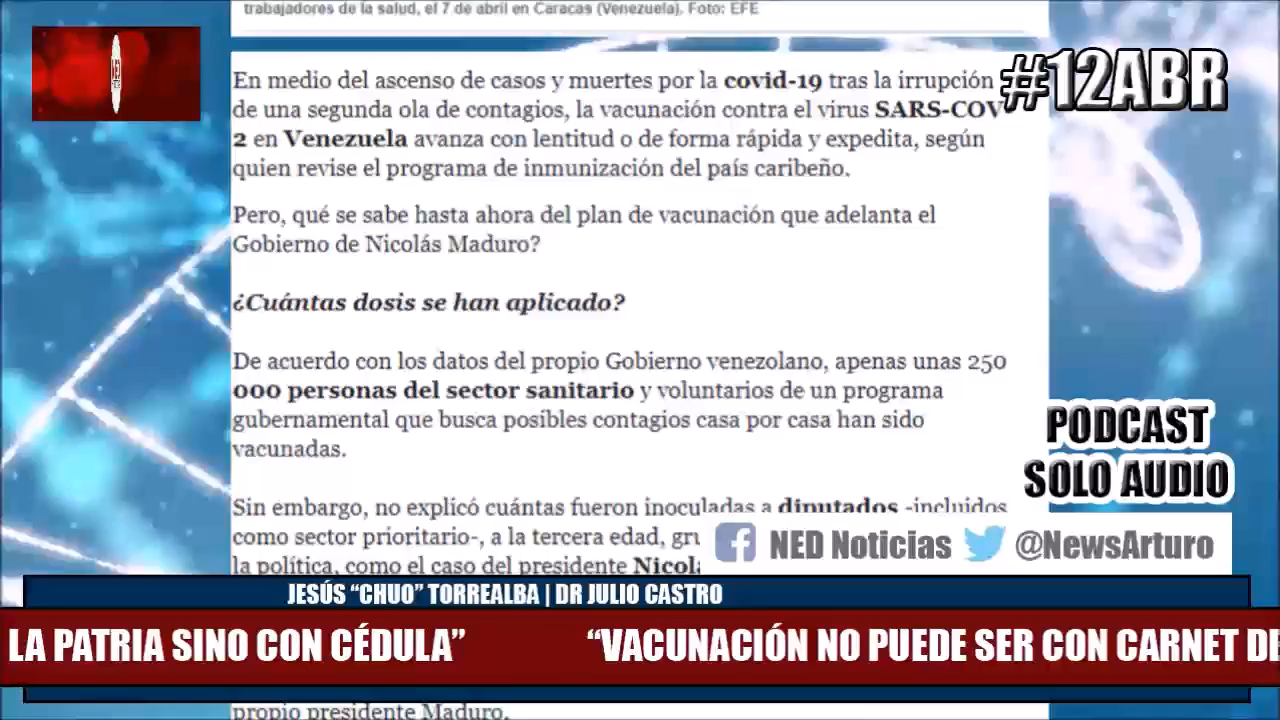 trabajadores de la salud, el 7 de abril en Caracas (Venezuela). Foto: EFE
NED
#12ABR
En medio del ascenso de casos y muertes por la covid-19 tras la irrupción
de una segunda ola de contagios, la vacunación contra el virus SARS-COV-
2 en Venezuela avanza con lentitud o de forma rápida y expedita, según
quien revise el programa de inmunización del país caribeño.
Pero, qué se sabe hasta ahora del plan de vacunación que adelanta el
Gobierno de Nicolás Maduro?
¿Cuántas dosis se han aplicado?
De acuerdo con los datos del propio Gobierno venezolano, apenas unas 250
000 personas del sector sanitario y voluntarios de un programa
gubernamental que busca posibles contagios casa por casa han sido
vacunadas.
PODCAST
SOLO AUDIO
Sin embargo, no explicó cuántas fueron inoculadas a diputados -incluidos
como sector prioritario-, a la tercera edad,
la política, como el caso del presidente
NED Noticias @NewsArturo
JESÚS “CHUO” TORREALBA | DR JULIO CASTRO
LA PATRIA SINO CON CÉDULA” “VACUNACIÓN NO PUEDE SER CON CARNET DE
propio presidente Maduro.